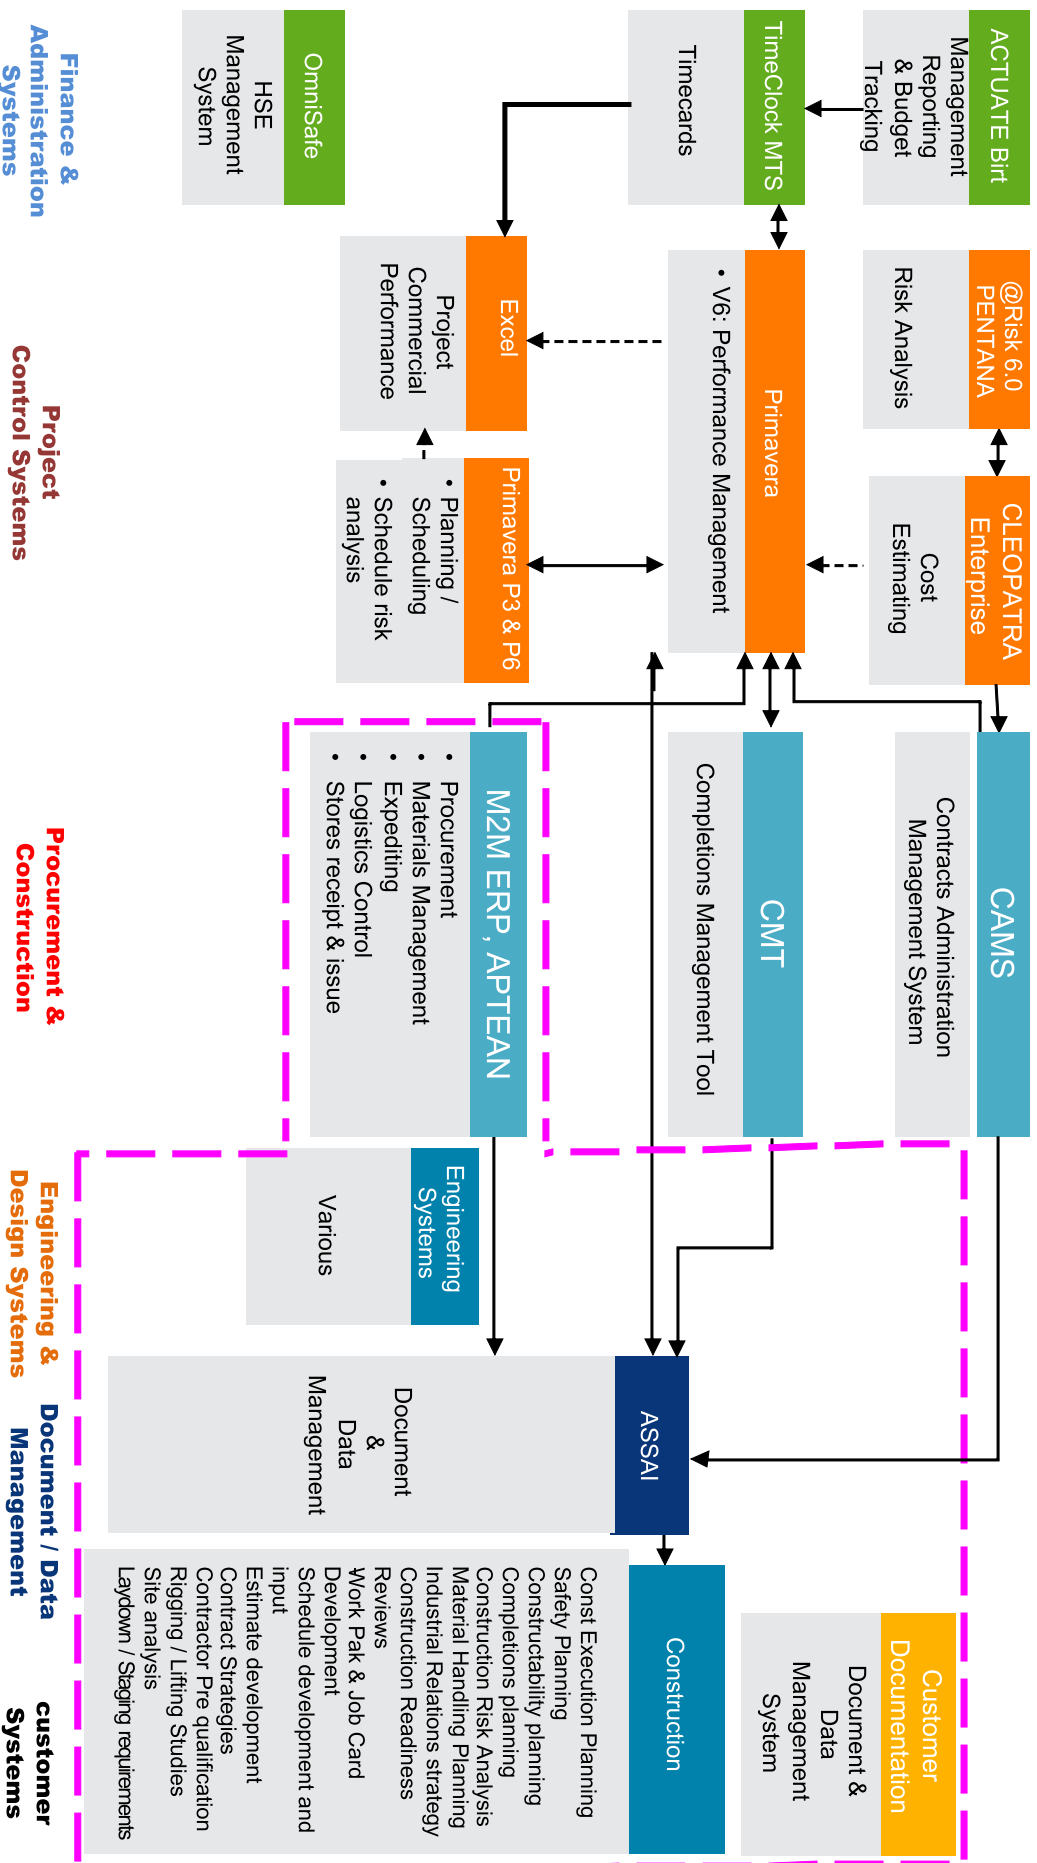 ACTUATE Birt
Management
Reporting
& Budget
Tracking
TimeClock MTS
Timecards
OmniSafe
HSE
Management
System
Finance &
Administration
Systems
@Risk 6.0
PENTANA
Risk Analysis
CLEOPATRA
Enterprise
Cost
Estimating
Primavera
• V6: Performance Management
Excel
Project
Commercial
Performance
Primavera P3 & P6
• Planning /
Scheduling
• Schedule risk
analysis
Project
Control Systems
CAMS
Contracts Administration
Management System
CMT
Completions Management Tool
M2M ERP, APTEAN
• Procurement
• Materials Management
• Expediting
• Logistics Control
• Stores receipt & issue
Procurement &
Construction
Engineering
Systems
Various
Engineering &
Design Systems
ASSAI
Document
&
Data
Management
Document / Data
Management
Customer
Documentation
Document &
Data
Management
System
Construction
Const Execution Planning
Safety Planning
Constructability planning
Completions planning
Construction Risk Analysis
Material Handling Planning
Industrial Relations strategy
Construction Readiness
Reviews
Work Pak & Job Card
Development
Schedule development and
input
Estimate development
Contract Strategies
Contractor Pre qualification
Rigging / Lifting Studies
Site analysis
Laydown / Staging requirements
customer
Systems